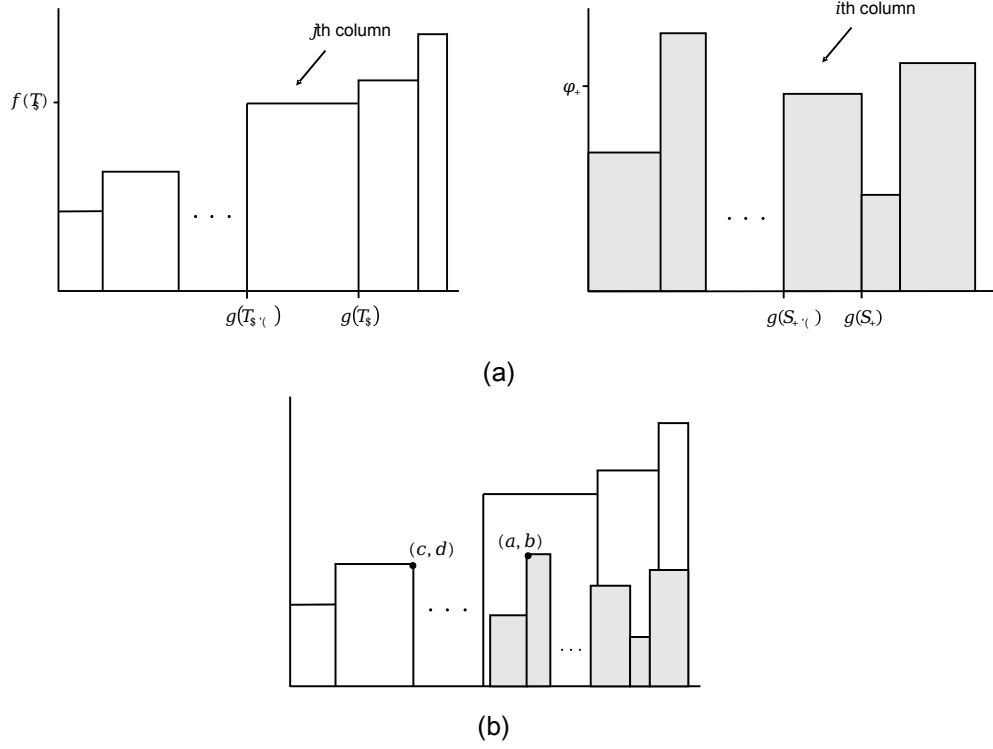 jth column
f(T$)
· · ·
g(T$'()
g(T$)
ith column
φ+
· · ·
g(S+'()
g(S+)
(a)
(c, d)
(a, b)
· · ·
· · ·
(b)